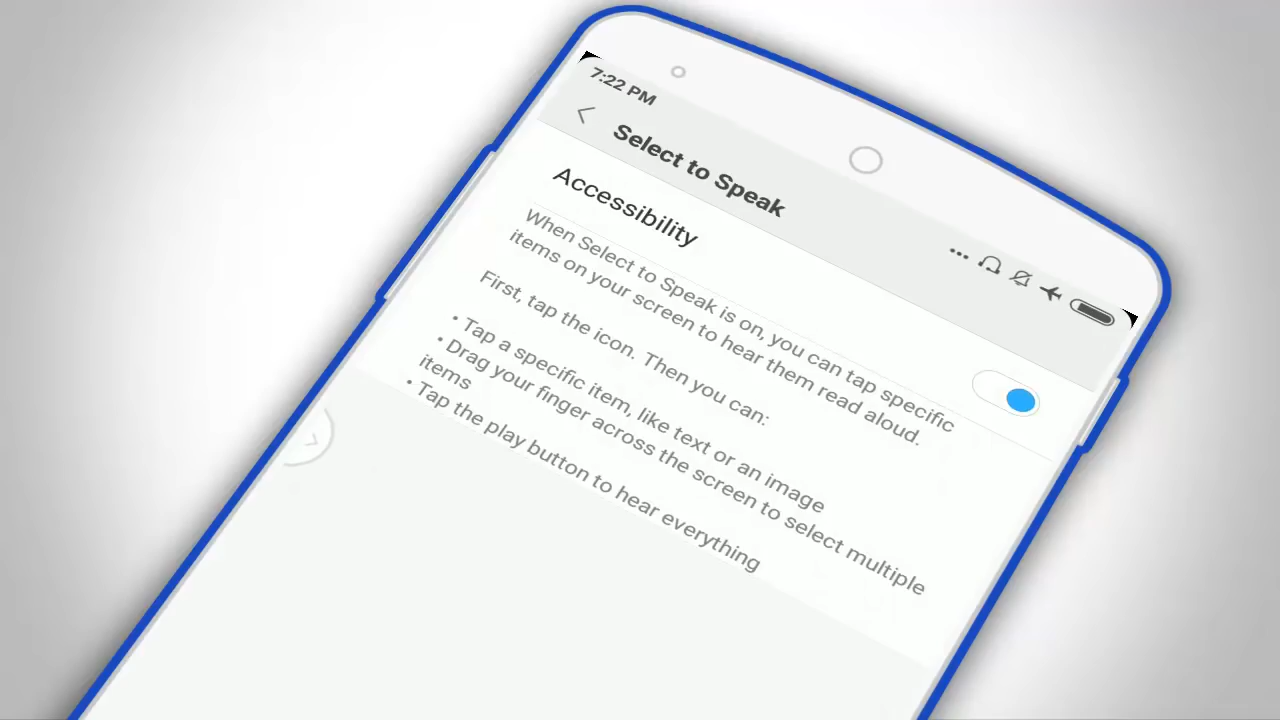 7:22 PM
Select to Speak
Accessibility
When Select to Speak is on, you can tap specific
items on your screen to hear them read aloud.
First, tap the icon. Then you can:
• Tap a specific item, like text or an image
• Drag your finger across the screen to select multiple
items
• Tap the play button to hear everything